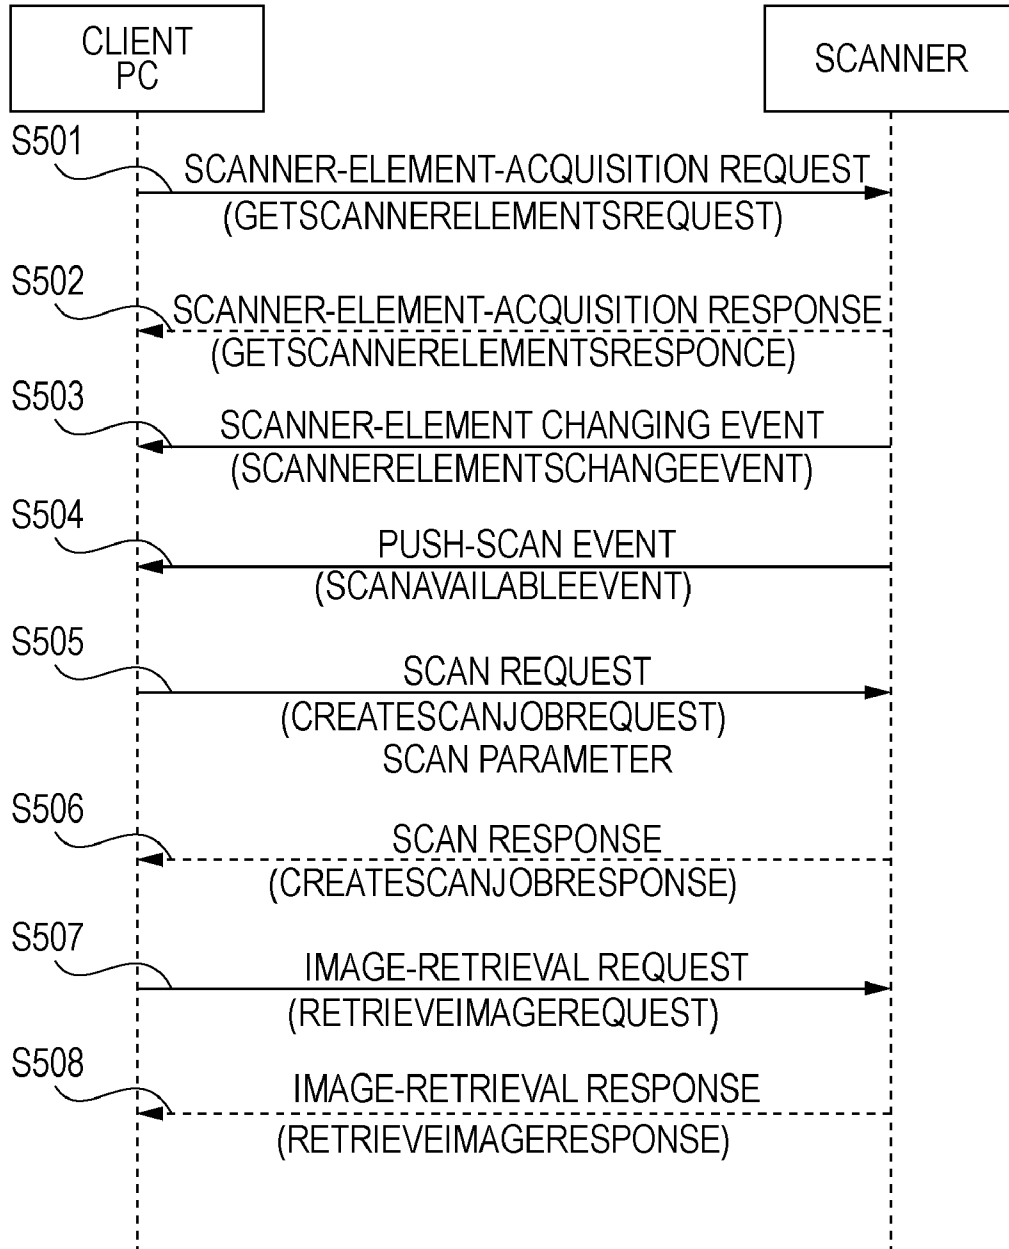 CLIENT
PC
SCANNER
S501
SCANNER-ELEMENT-ACQUISITION REQUEST
(GETSCANNERELEMENTSREQUEST)
S502
SCANNER-ELEMENT-ACQUISITION RESPONSE
(GETSCANNERELEMENTSRESPONCE)
S503
SCANNER-ELEMENT CHANGING EVENT
(SCANNERELEMENTSCHANGEEVENT)
S504
PUSH-SCAN EVENT
(SCANAVAILABLEEVENT)
S505
SCAN REQUEST
(CREATESCANJOBREQUEST)
SCAN PARAMETER
S506
SCAN RESPONSE
(CREATESCANJOBRESPONSE)
S507
IMAGE-RETRIEVAL REQUEST
(RETRIEVEIMAGEREQUEST)
S508
IMAGE-RETRIEVAL RESPONSE
(RETRIEVEIMAGERESPONSE)